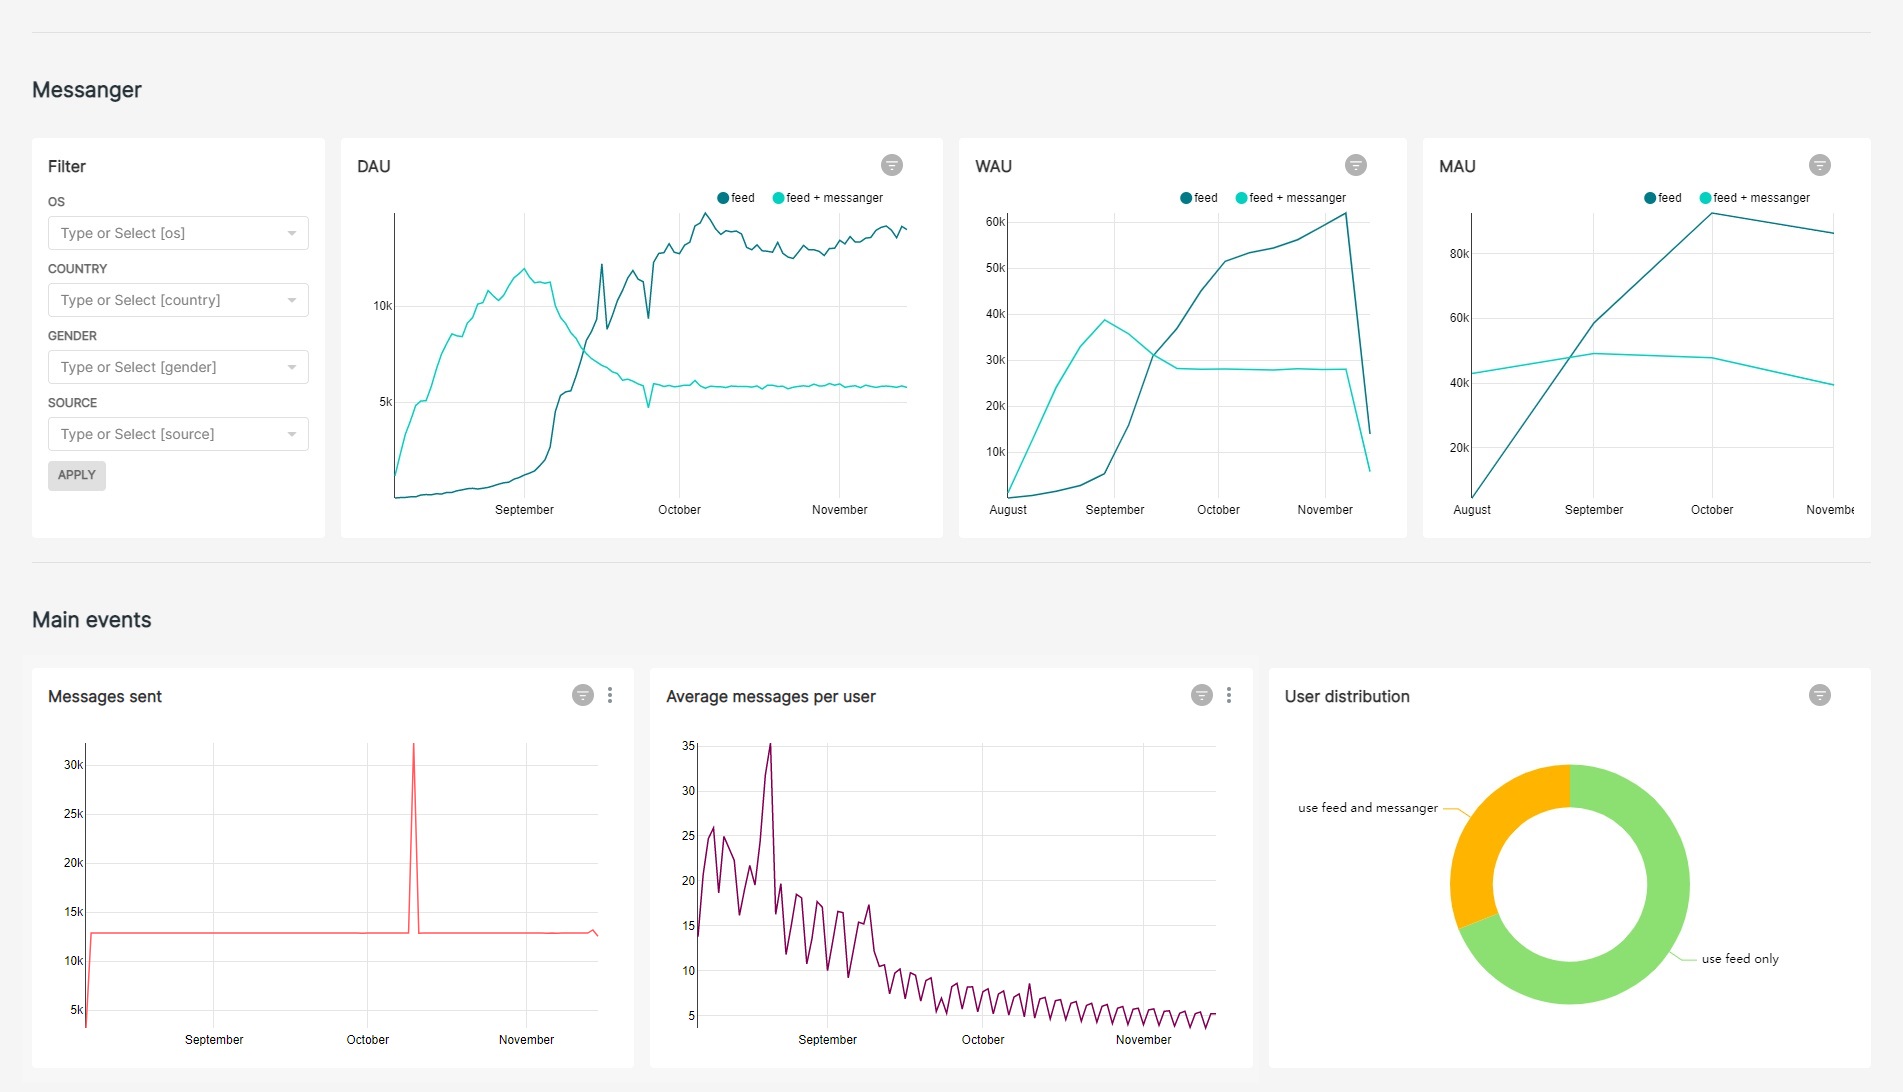 Messanger
Filter
OS
Type or Select [os]
COUNTRY
Type or Select [country]
GENDER
Type or Select [gender]
SOURCE
Type or Select [source]
APPLY
DAU
feed feed + messanger
10k
5k
September October November
WAU
feed feed + messanger
60k
50k
40k
30k
20k
10k
August September October November
MAU
feed feed + messanger
80k
60k
40k
20k
August September October Novembe
Main events
Messages sent
30k
25k
20k
15k
10k
5k
September October November
Average messages per user
35
30
25
20
15
10
5
September October November
User distribution
use feed and messanger
use feed only